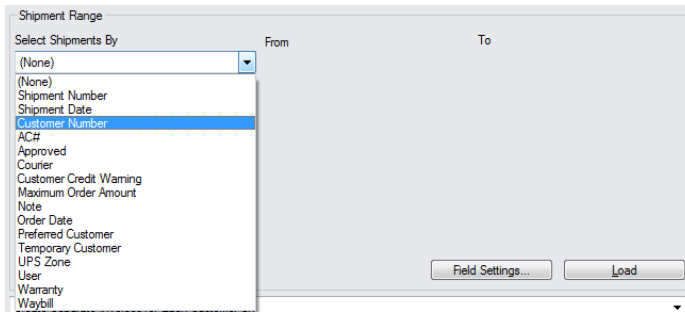 Shipment Range
Select Shipments By
From
To
(None)
(None)
Shipment Number
Shipment Date
Customer Number
AC#
Approved
Courier
Customer Credit Warning
Maximum Order Amount
Note
Order Date
Preferred Customer
Temporary Customer
UPS Zone
User
Warranty
Waybill
Field Settings...
Load